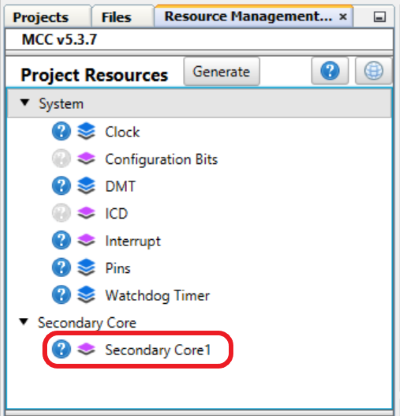 Projects Files Resource Management... ×
MCC v5.3.7
Project Resources Generate ?
System
? Clock
? Configuration Bits
? DMT
? ICD
? Interrupt
? Pins
? Watchdog Timer
Secondary Core
? Secondary Core1